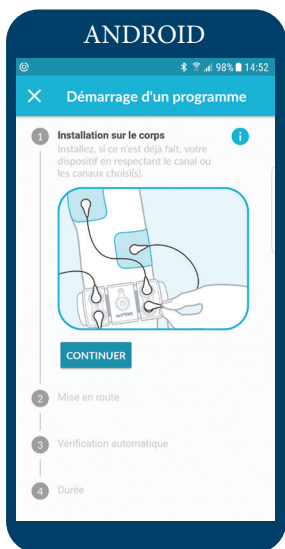 ANDROID
98% 14:52
Démarrage d'un programme
1 Installation sur le corps
Installez, si ce n'est déjà fait, votre
dispositif en respectant le canal ou
les canaux choisi(s).
CONTINUER
2 Mise en route
3 Vérification automatique
4 Durée